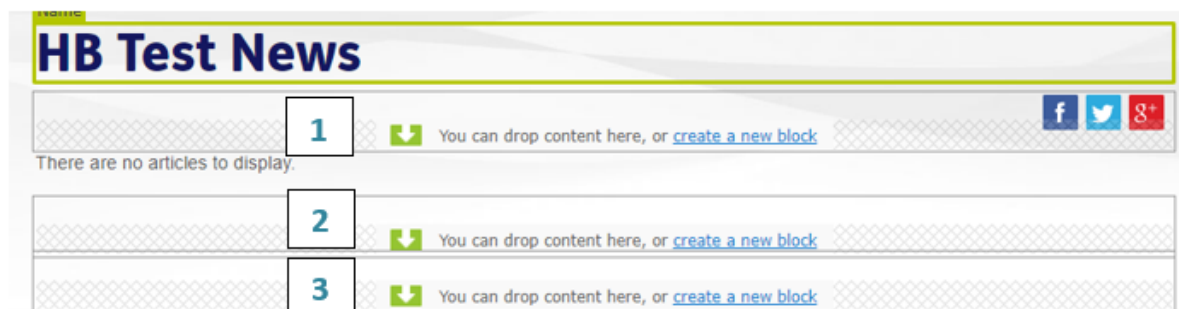 Name
HB Test News
f 8+
1 You can drop content here, or create a new block
There are no articles to display.
2 You can drop content here, or create a new block
3 You can drop content here, or create a new block